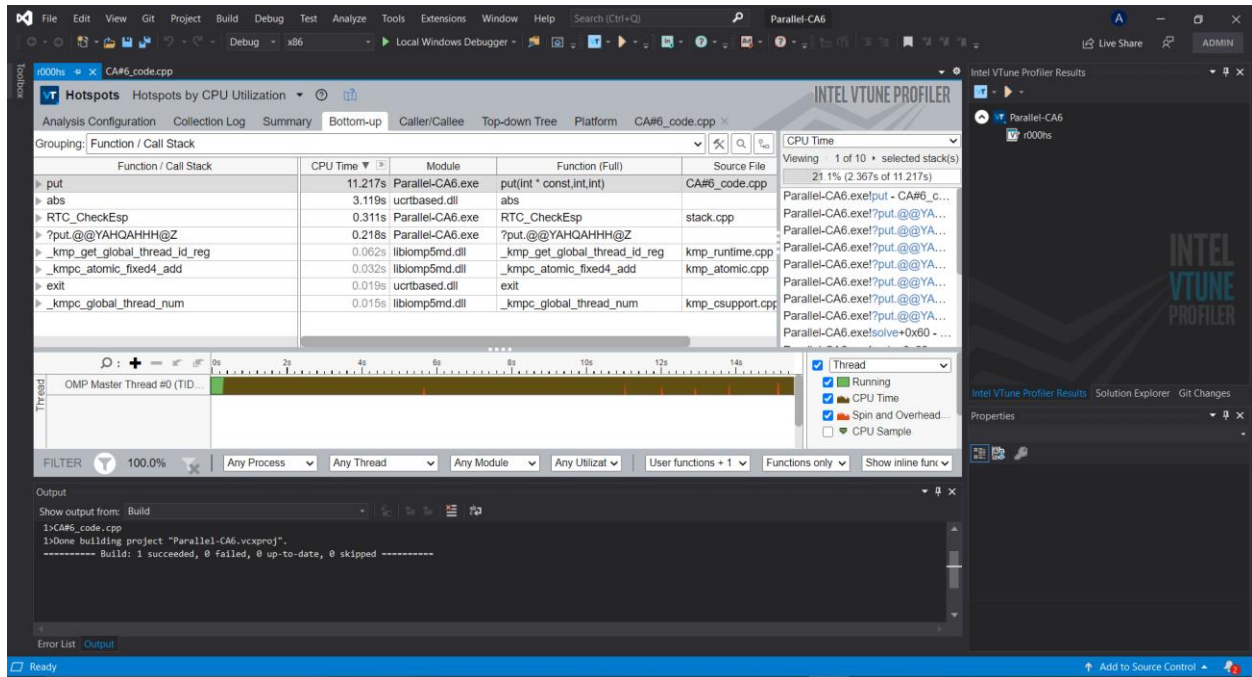 File Edit View Git Project Build Debug Test Analyze Tools Extensions Window Help Search (Ctrl+Q) Parallel-CA6 A
Debug x86 Local Windows Debugger Live Share ADMIN
Toolbox
r000hs CA#6_code.cpp
VT Hotspots Hotspots by CPU Utilization INTEL VTUNE PROFILER
Analysis Configuration Collection Log Summary Bottom-up Caller/Callee Top-down Tree Platform CA#6_code.cpp
Grouping: Function / Call Stack
Function / Call Stack CPU Time Module Function (Full) Source File
put 11.217s Parallel-CA6.exe put(int * const,int,int) CA#6_code.cpp
abs 3.119s ucrtbased.dll abs
RTC_CheckEsp 0.311s Parallel-CA6.exe RTC_CheckEsp stack.cpp
?put.@@YAHQAHHH@Z 0.218s Parallel-CA6.exe ?put.@@YAHQAHHH@Z
_kmp_get_global_thread_id_reg 0.062s libiomp5md.dll _kmp_get_global_thread_id_reg kmp_runtime.cpp
_kmpc_atomic_fixed4_add 0.032s libiomp5md.dll _kmpc_atomic_fixed4_add kmp_atomic.cpp
exit 0.019s ucrtbased.dll exit
_kmpc_global_thread_num 0.015s libiomp5md.dll _kmpc_global_thread_num kmp_csupport.cpp
CPU Time
Viewing 1 of 10 selected stack(s)
21.1% (2.367s of 11.217s)
Parallel-CA6.exe!put - CA#6_c...
Parallel-CA6.exe!?put.@@YA...
Parallel-CA6.exe!?put.@@YA...
Parallel-CA6.exe!?put.@@YA...
Parallel-CA6.exe!?put.@@YA...
Parallel-CA6.exe!?put.@@YA...
Parallel-CA6.exe!?put.@@YA...
Parallel-CA6.exe!?put.@@YA...
Parallel-CA6.exe!solve+0x60 - ...
0s 2s 4s 6s 8s 10s 12s 14s
Thread
OMP Master Thread #0 (TID...
Thread
Running
CPU Time
Spin and Overhead...
CPU Sample
FILTER 100.0% Any Process Any Thread Any Module Any Utilizat User functions + 1 Functions only Show inline func
Output
Show output from: Build
1>CA#6_code.cpp
1>Done building project "Parallel-CA6.vcxproj".
========== Build: 1 succeeded, 0 failed, 0 up-to-date, 0 skipped ==========
Error List Output
Intel VTune Profiler Results
VT Parallel-CA6
r000hs
INTEL
VTUNE
PROFILER
Intel VTune Profiler Results Solution Explorer Git Changes
Properties
Ready Add to Source Control 2